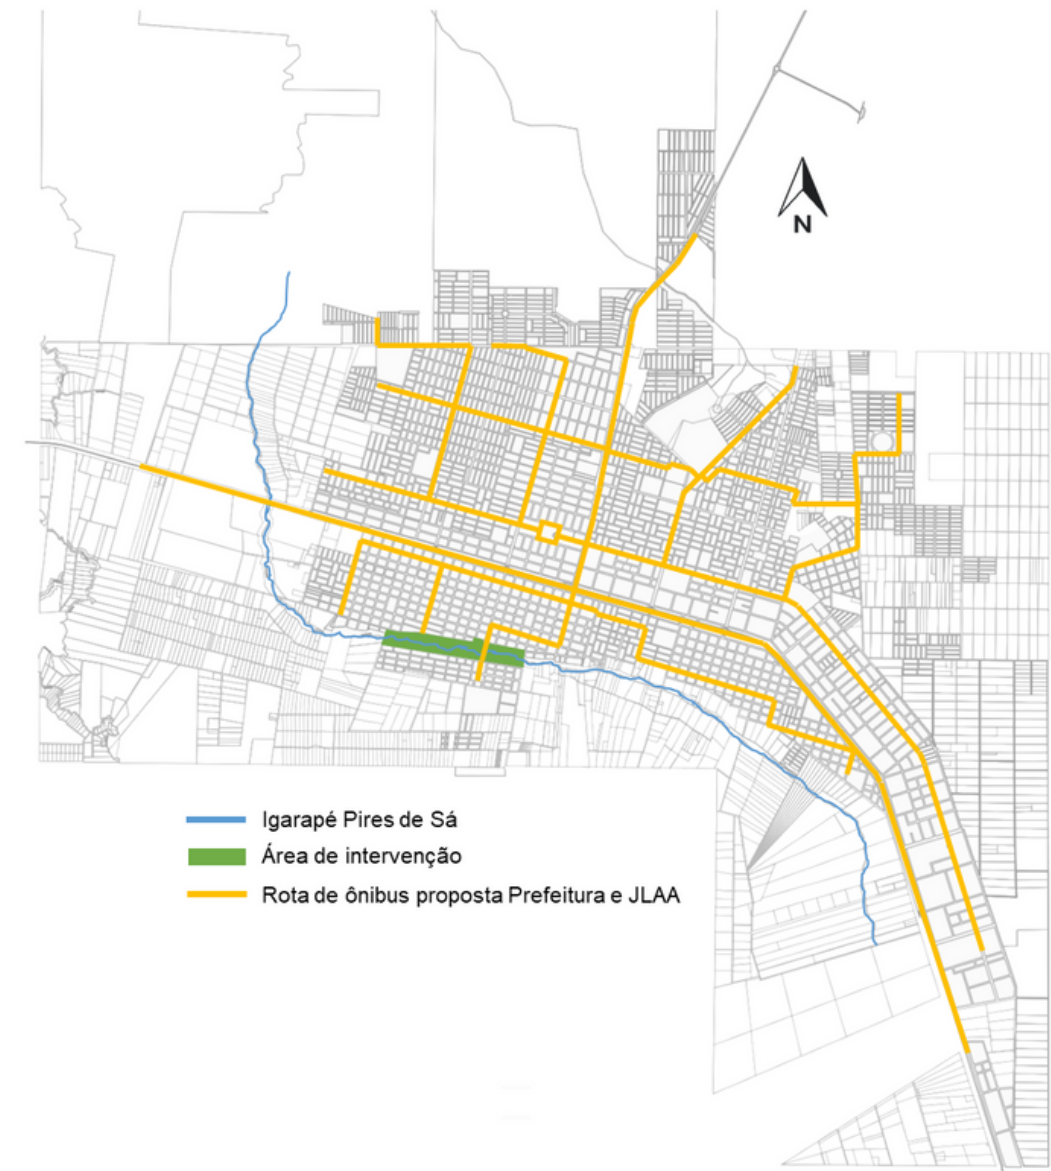 N
Igarapé Pires de Sá
Área de intervenção
Rota de ônibus proposta Prefeitura e JLAA